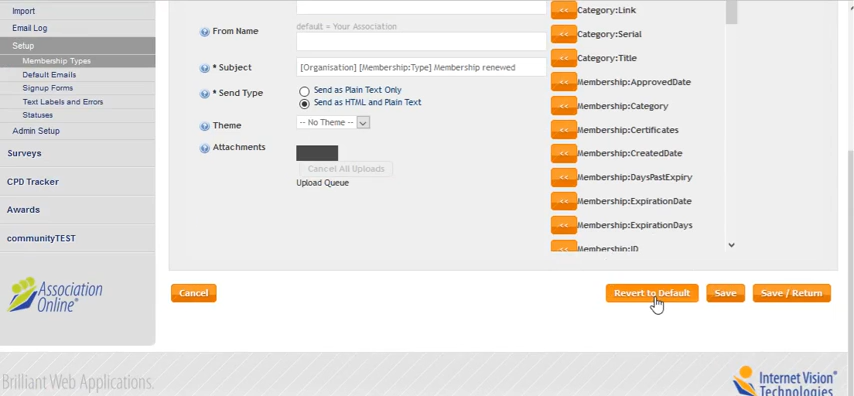 Import
Email Log
Setup
Membership Types
Default Emails
Signup Forms
Text Labels and Errors
Statuses
Admin Setup
Surveys
CPD Tracker
Awards
communityTEST
Association
Online®
From Name
default = Your Association
* Subject
[Organisation] [Membership:Type] Membership renewed
* Send Type
Send as Plain Text Only
Send as HTML and Plain Text
Theme
-- No Theme --
Attachments
Cancel All Uploads
Upload Queue
<< Category:Link
<< Category:Serial
<< Category:Title
<< Membership:ApprovedDate
<< Membership:Category
<< Membership:Certificates
<< Membership:CreatedDate
<< Membership:DaysPastExpiry
<< Membership:ExpirationDate
<< Membership:ExpirationDays
<< Membership:ID
Cancel
Revert to Default
Save
Save / Return
Brilliant Web Applications.
Internet Vision
Technologies